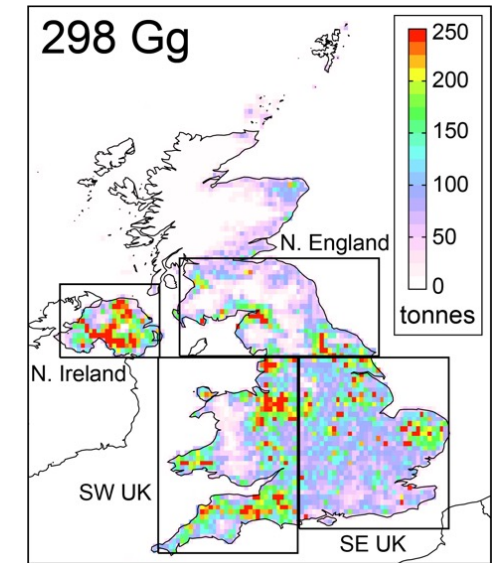 298 Gg
250
200
150
100
50
0
tonnes
N. England
N. Ireland
SW UK
SE UK